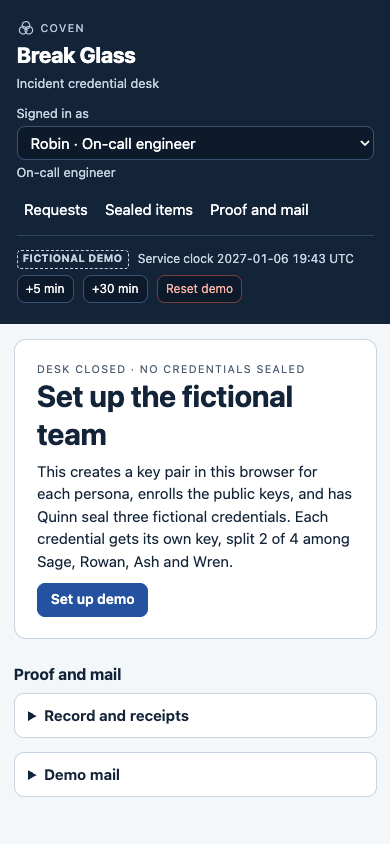 COVEN
Break Glass
Incident credential desk
Signed in as
Robin · On-call engineer
On-call engineer
Requests Sealed items Proof and mail
FICTIONAL DEMO Service clock 2027-01-06 19:43 UTC
+5 min +30 min Reset demo
DESK CLOSED · NO CREDENTIALS SEALED
Set up the fictional
team
This creates a key pair in this browser for
each persona, enrolls the public keys, and has
Quinn seal three fictional credentials. Each
credential gets its own key, split 2 of 4 among
Sage, Rowan, Ash and Wren.
Set up demo
Proof and mail
Record and receipts
Demo mail